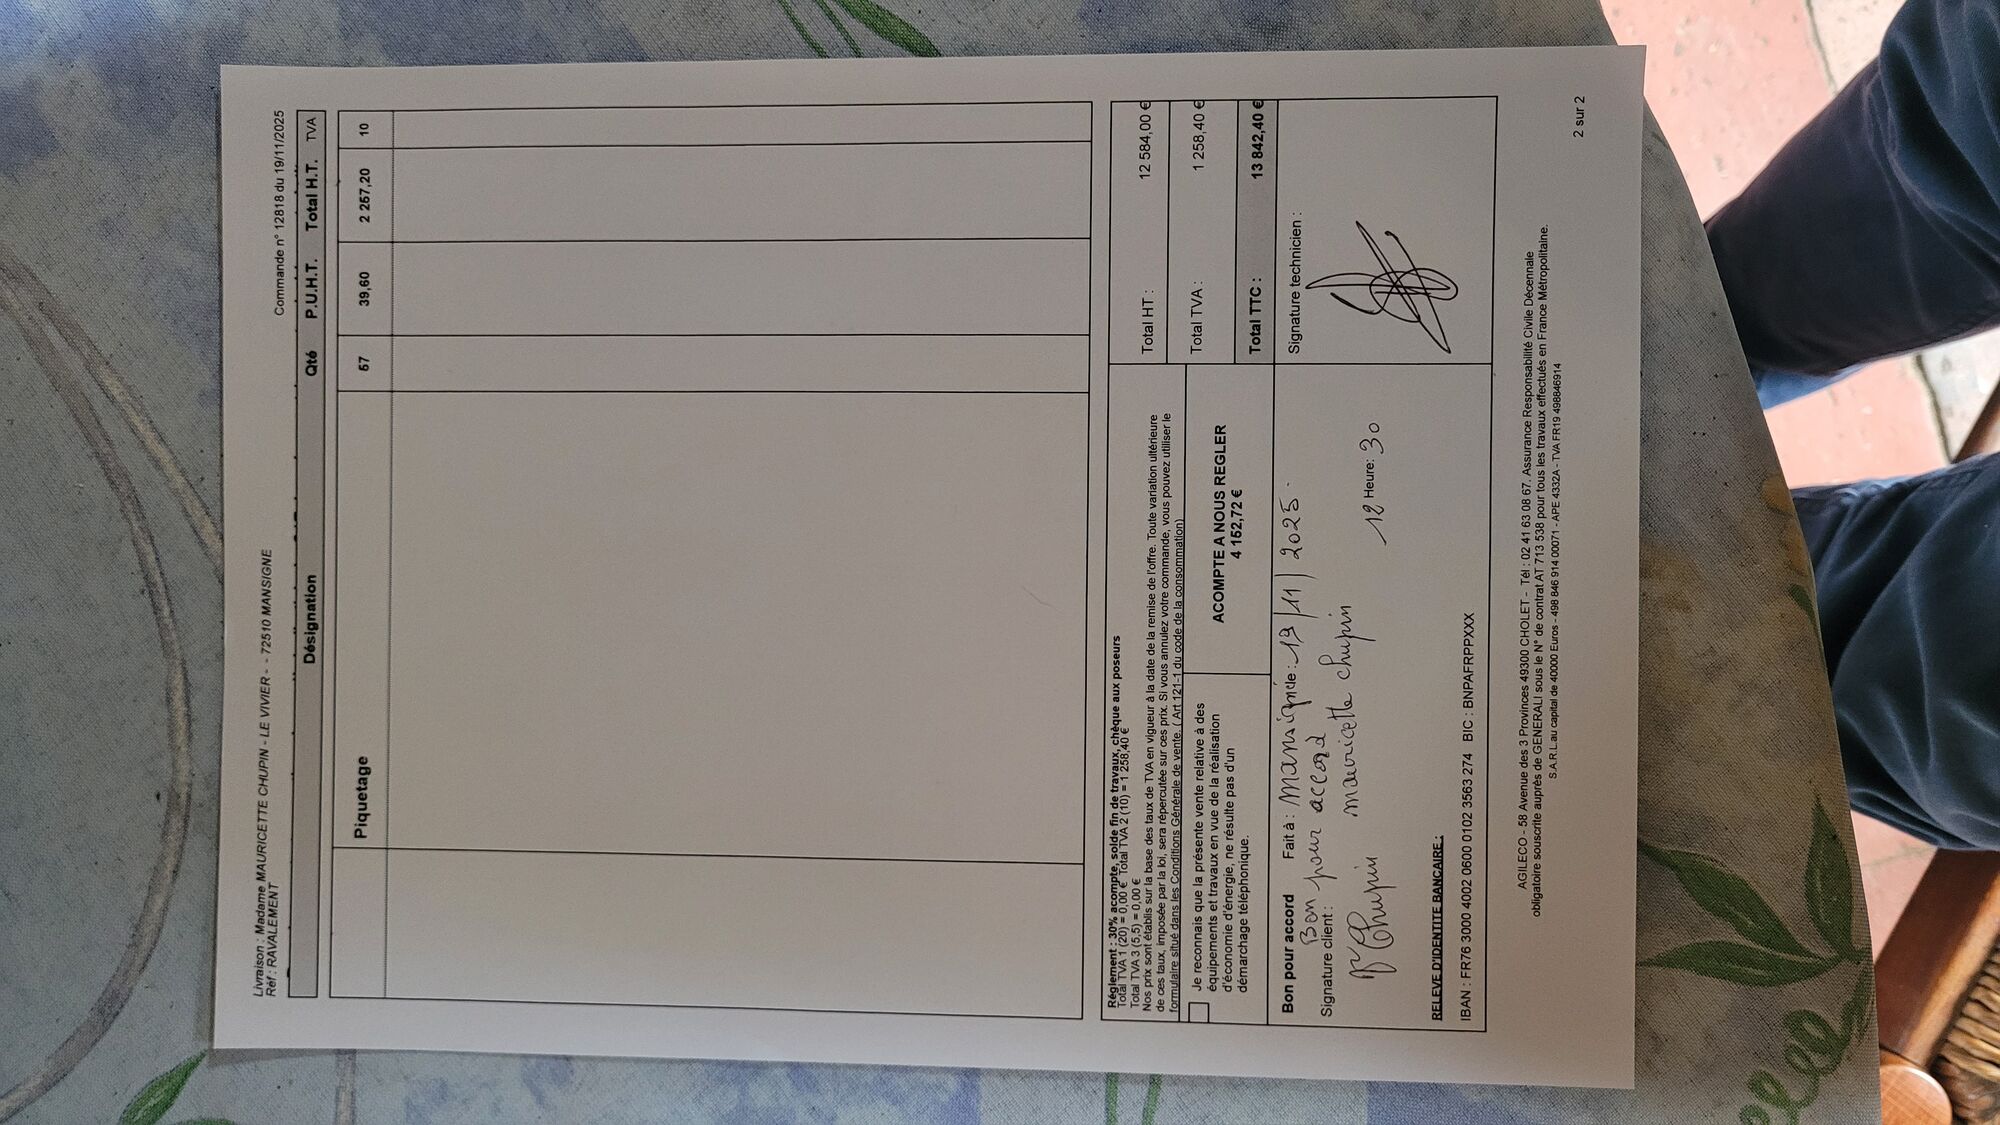 Livraison : Madame MAURICETTE CHUPIN - LE VIVIER - - 72510 MANSIGNE
Réf : RAVALEMENT
Commande n° 12818 du 19/11/2025
Désignation Qté P.U.H.T. Total H.T. TVA
Piquetage 57 39,60 2 257,20 10
Règlement : 30% acompte, solde fin de travaux, chèque aux poseurs
Total TVA 1 (20) = 0,00 € Total TVA 2 (10) = 1 258,40 €
Total TVA 3 (5,5) = 0,00 €
Nos prix sont établis sur la base des taux de TVA en vigueur à la date de la remise de l'offre. Toute variation ultérieure
de ces taux, imposée par la loi, sera répercutée sur ces prix. Si vous annulez votre commande, vous pouvez utiliser le
formulaire situé dans les Conditions Générale de vente. ( Art 121-1 du code de la consommation)
Total HT : 12 584,00 €
Total TVA : 1 258,40 €
Total TTC : 13 842,40 €
Je reconnais que la présente vente relative à des
équipements et travaux en vue de la réalisation
d'économie d'énergie, ne résulte pas d'un
démarchage téléphonique.
ACOMPTE A NOUS REGLER
4 152,72 €
Bon pour accord Fait à : Mansigné le : 19/11/2025
Signature client : Bon pour accord
mauricette chupin
Chupin
12 Heure: 30
Signature technicien :
RELEVE D'IDENTITE BANCAIRE :
IBAN : FR76 3000 4002 0600 0102 3563 274 BIC : BNPAFRPPXXX
AGILECO - 58 Avenue des 3 Provinces 49300 CHOLET - Tél : 02 41 63 08 67. Assurance Responsabilité Civile Décennale
obligatoire souscrite auprès de GENERALI sous le N° de contrat AT 713 538 pour tous les travaux effectués en France Métropolitaine.
S.A.R.L au capital de 40000 Euros - 498 846 914 00071 - APE 4332A - TVA FR19 498846914
2 sur 2